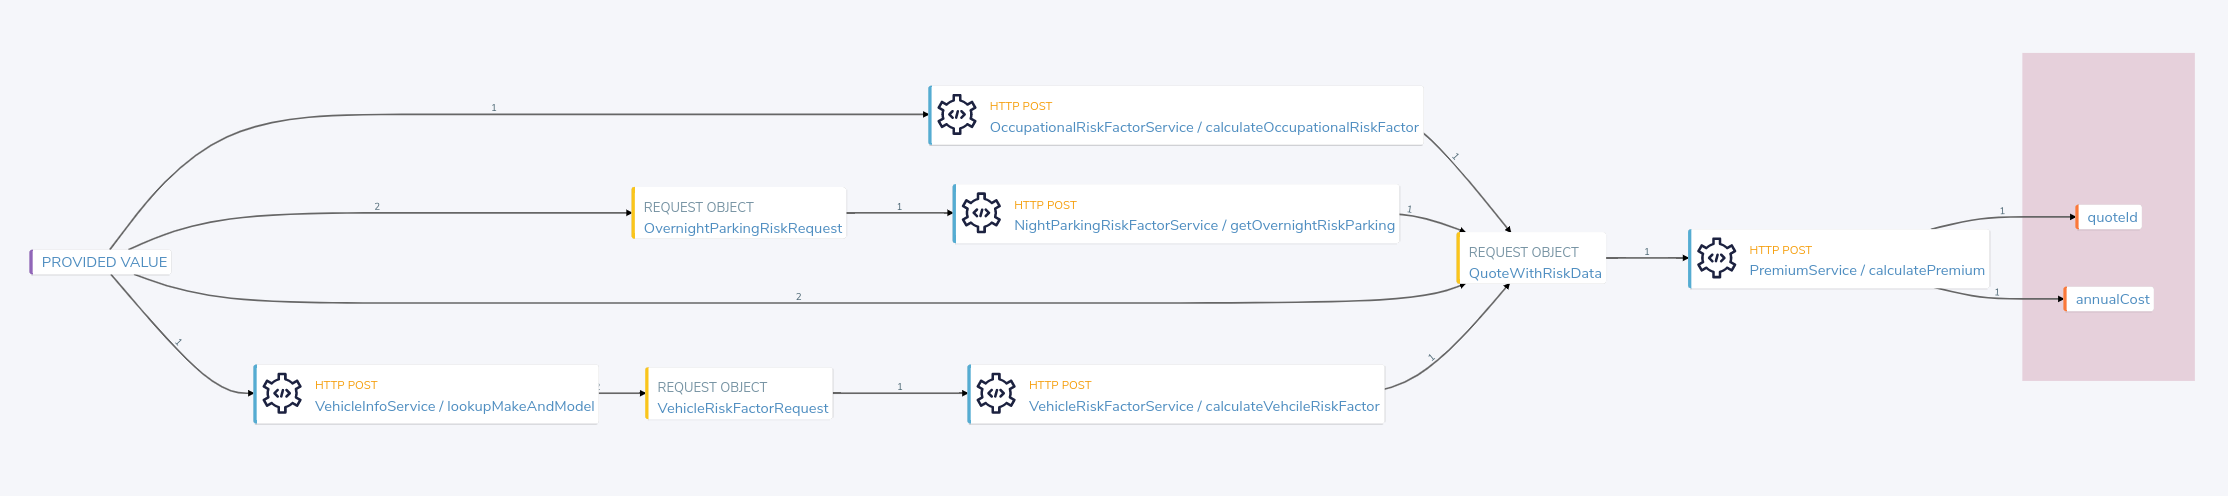 1
HTTP POST
OccupationalRiskFactorService / calculateOccupationalRiskFactor
1
2
REQUEST OBJECT
OvernightParkingRiskRequest
1
HTTP POST
NightParkingRiskFactorService / getOvernightRiskParking
1
PROVIDED VALUE
2
REQUEST OBJECT
QuoteWithRiskData
1
HTTP POST
PremiumService / calculatePremium
1
quoteId
1
annualCost
1
HTTP POST
VehicleInfoService / lookupMakeAndModel
REQUEST OBJECT
VehicleRiskFactorRequest
1
HTTP POST
VehicleRiskFactorService / calculateVehcileRiskFactor
1